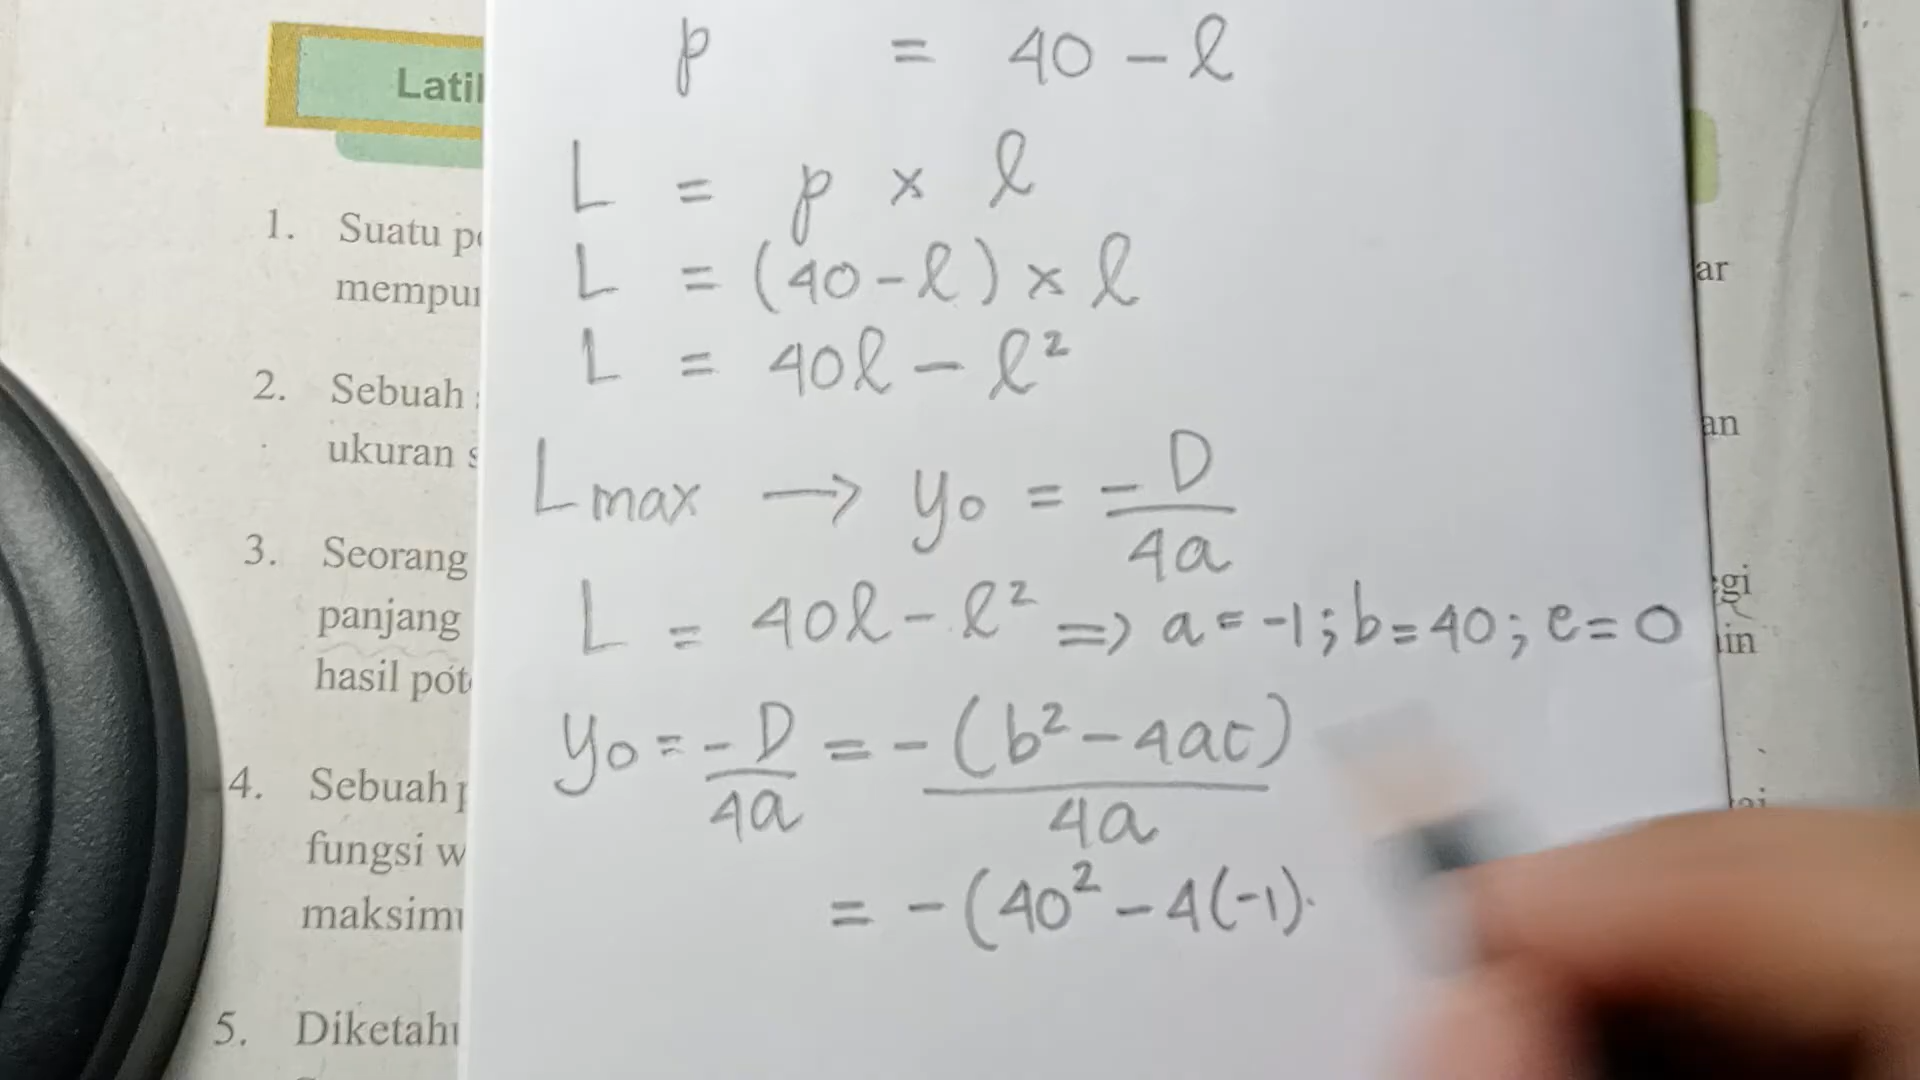 p = 40 - l
L = p × l
L = (40 - l) × l
L = 40l - l²
Lmax → y₀ = -D/4a
L = 40l - l² ⇒ a = -1; b = 40; c = 0
y₀ = -D/4a = -(b² - 4ac)/4a
= -(40² - 4(-1).
1. Suatu
mempu
2. Sebuah
ukuran s
3. Seorang
panjang
hasil pot
4. Sebuah p
fungsi w
maksim
5. Diketah
ar
an
gi
in